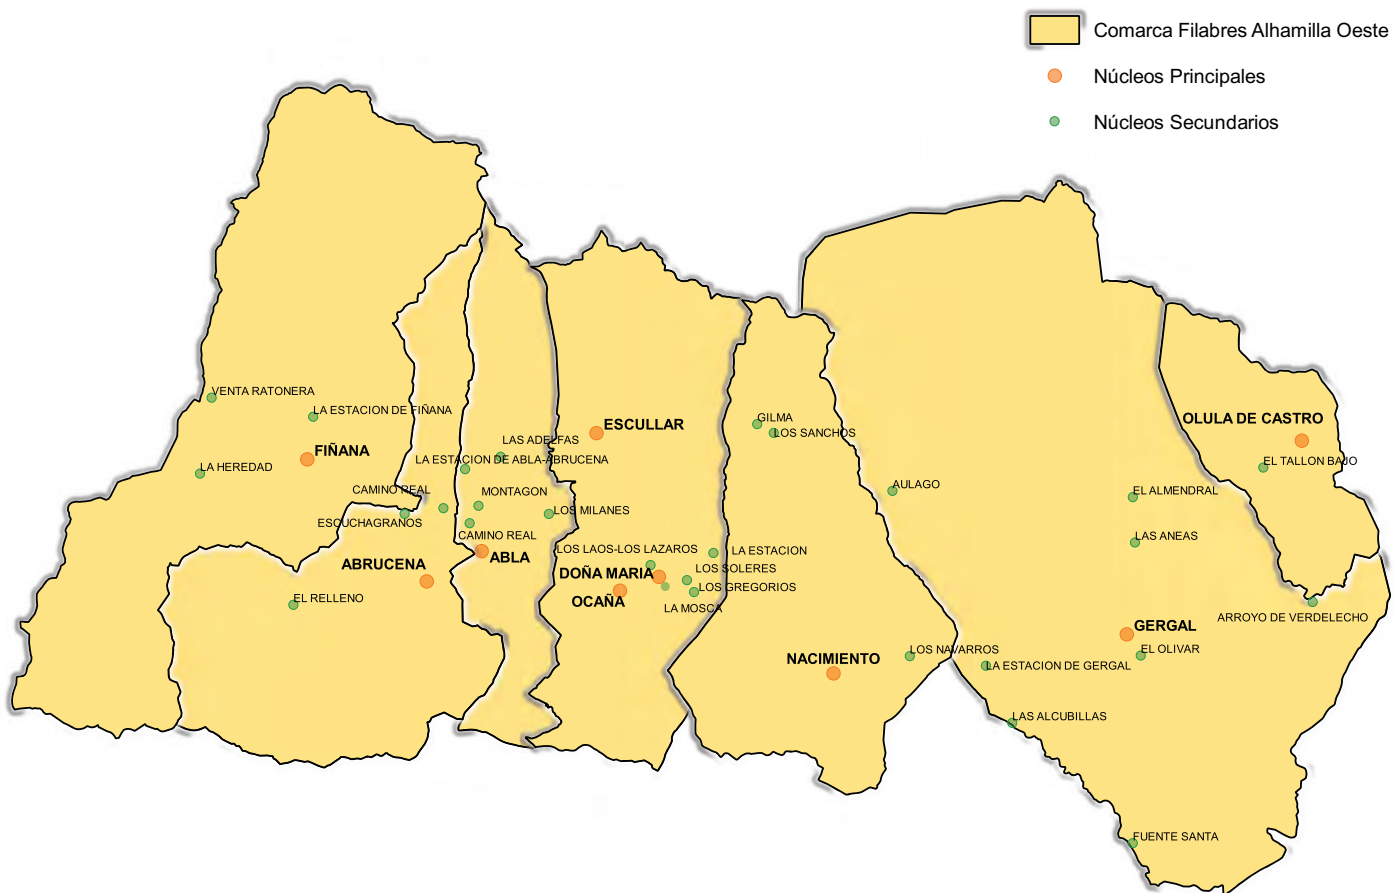 Comarca Filabres Alhamilla Oeste
Núcleos Principales
Núcleos Secundarios
VENTA RATONERA
LA ESTACION DE FIÑANA
FIÑANA
LA HEREDAD
ESCULLAR
LAS ADELFAS
LA ESTACION DE ABLA-ABRUCENA
CAMINO REAL
MONTAGON
ESCUCHAGRANOS
LOS MILANES
CAMINO REAL
GILMA
LOS SANCHOS
OLULA DE CASTRO
EL TALLON BAJO
AULAGO
EL ALMENDRAL
LAS ANEAS
LOS LAOS-LOS LAZAROS
LA ESTACION
ABRUCENA
ABLA
DOÑA MARIA
LOS SOLERES
OCAÑA
LOS GREGORIOS
LA MOSCA
EL RELLENO
ARROYO DE VERDELECHO
GERGAL
NACIMIENTO
LOS NAVARROS
EL OLIVAR
LA ESTACION DE GERGAL
LAS ALCUBILLAS
FUENTE SANTA